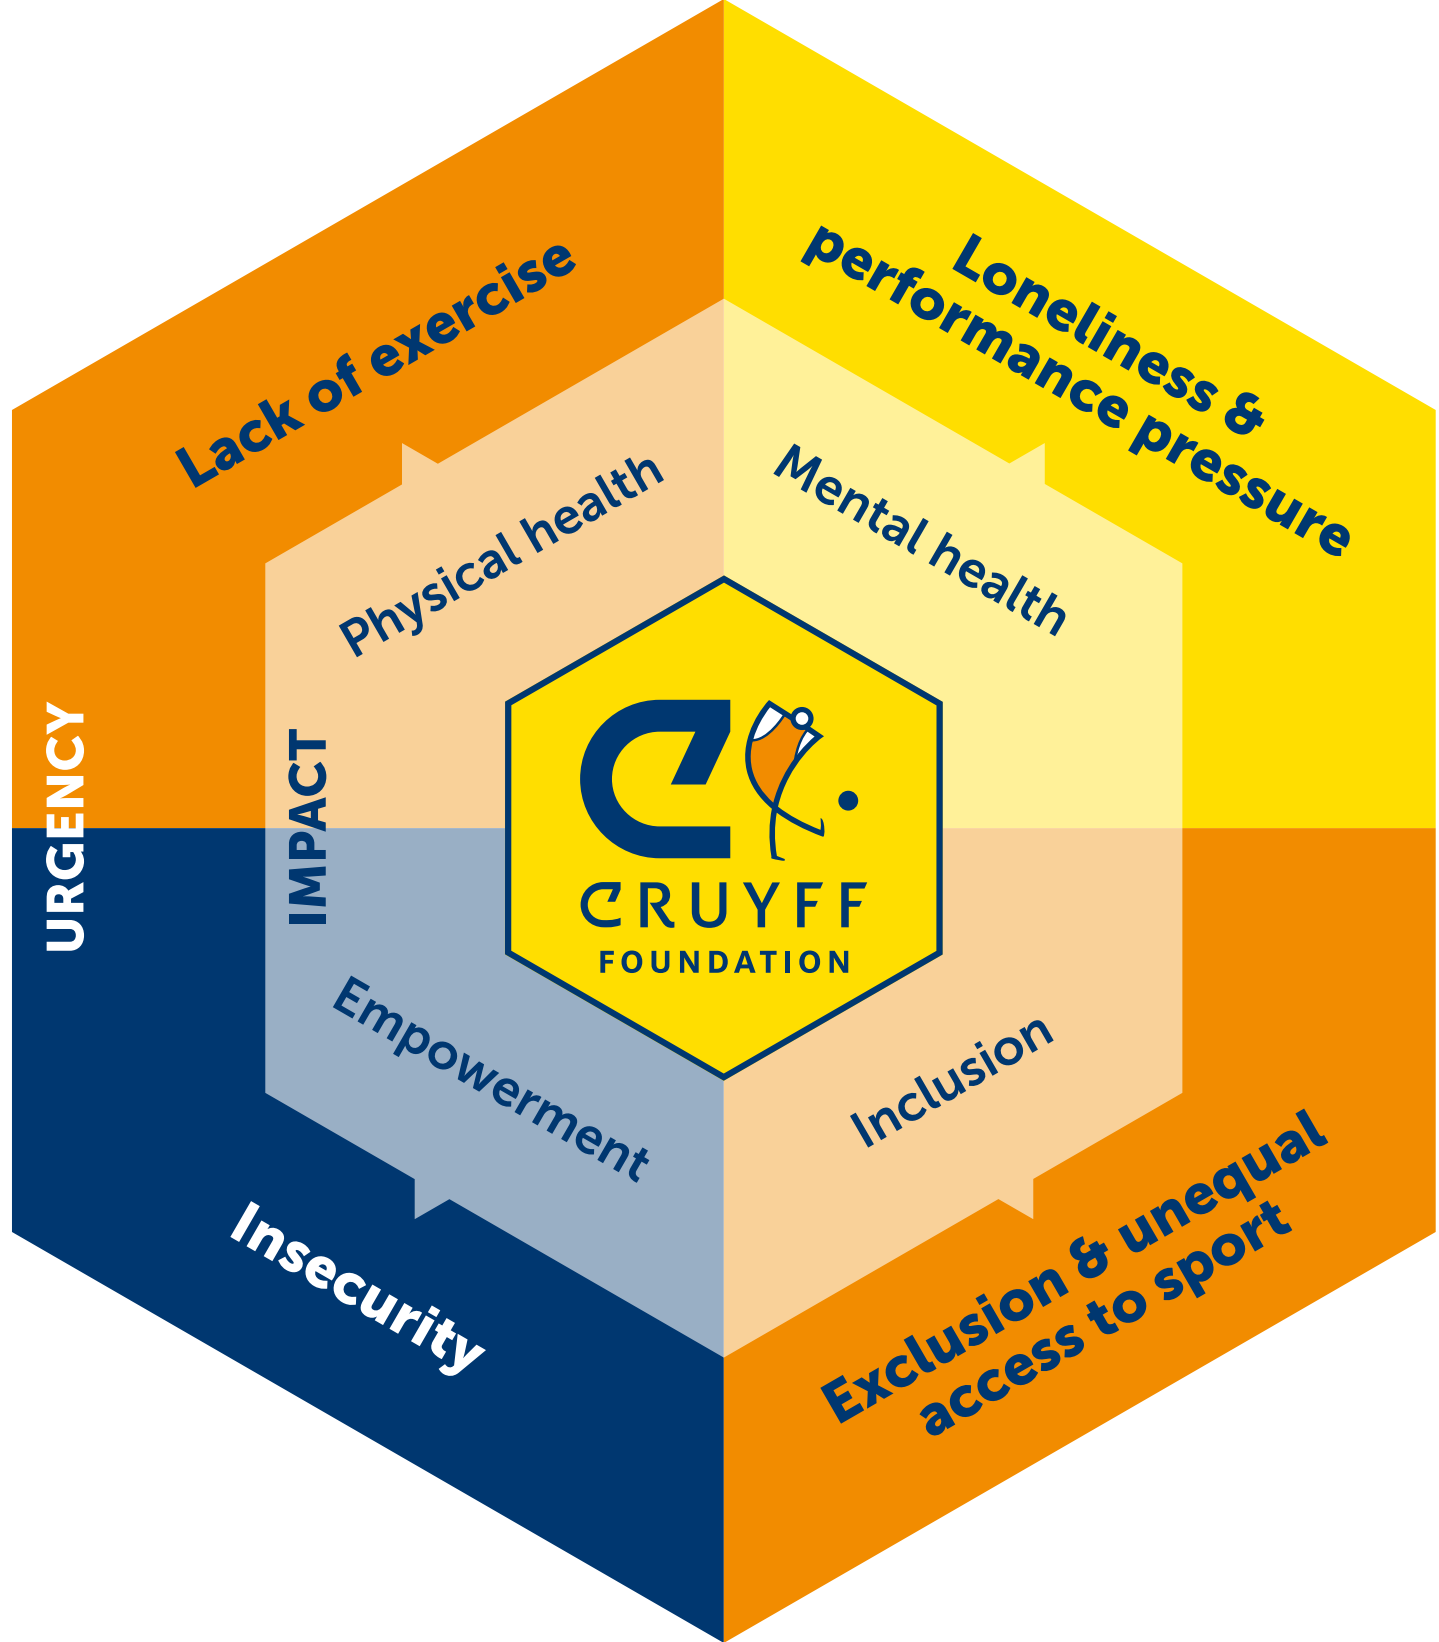 Lack of exercise
Loneliness &
performance pressure
Physical health
Mental health
URGENCY
IMPACT
CRUYFF
FOUNDATION
Empowerment
Inclusion
Insecurity
Exclusion & unequal
access to sport